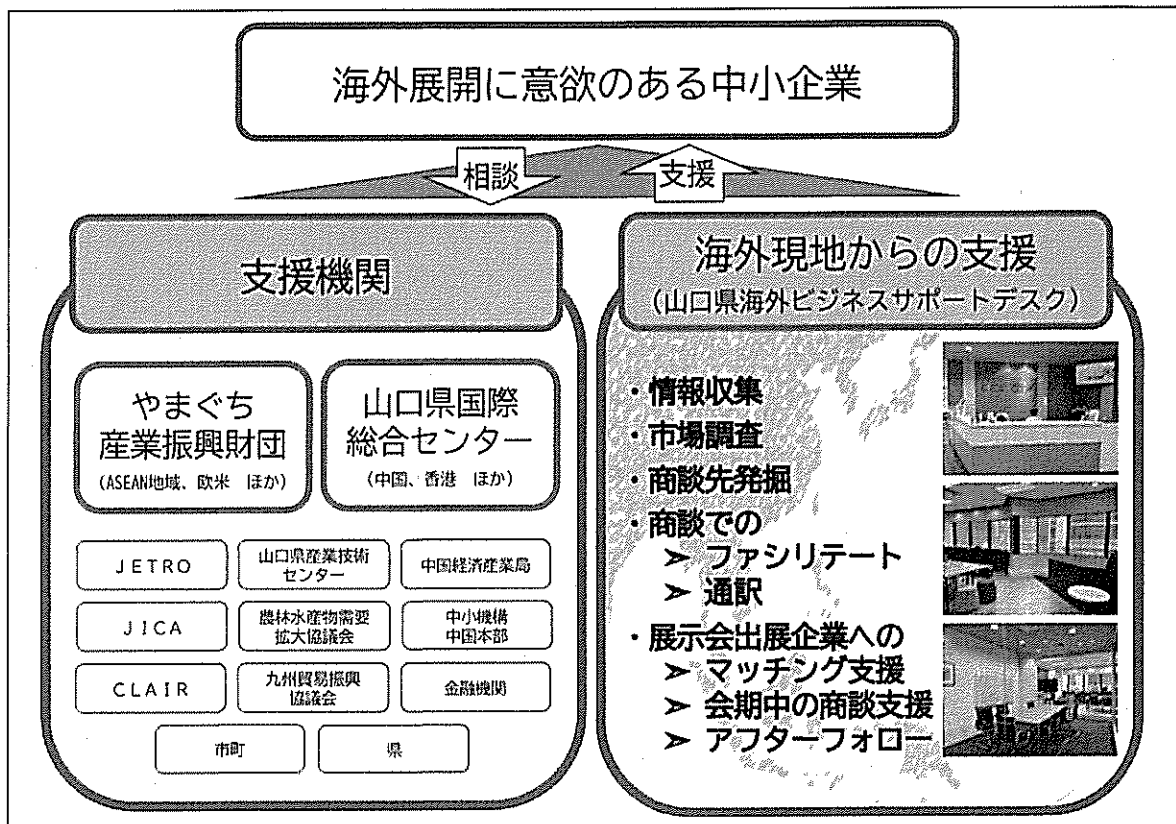 海外展開に意欲のある中小企業
相談
支援
支援機関
やまぐち
産業振興財団
(ASEAN地域、欧米 ほか)
山口県国際
総合センター
(中国、香港 ほか)
JETRO
山口県産業技術
センター
中国経済産業局
JICA
農林水産物需要
拡大協議会
中小機構
中国本部
CLAIR
九州貿易振興
協議会
金融機関
市町
県
海外現地からの支援
(山口県海外ビジネスサポートデスク)
・情報収集
・市場調査
・商談先発掘
・商談での
➤ ファシリテート
➤ 通訳
・展示会出展企業への
➤ マッチング支援
➤ 会期中の商談支援
➤ アフターフォロー